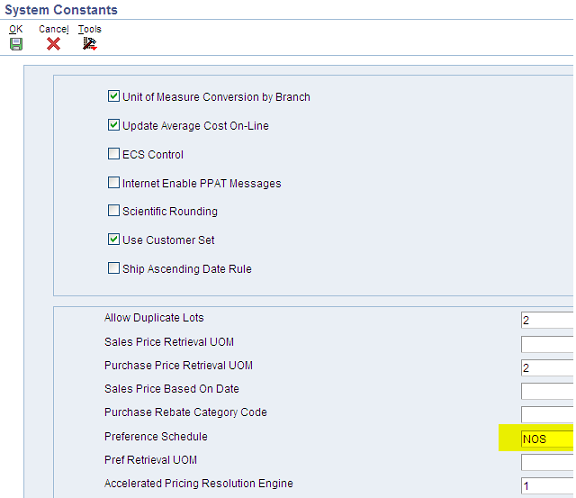 System Constants
OK Cancel Tools
Unit of Measure Conversion by Branch
Update Average Cost On-Line
ECS Control
Internet Enable PPAT Messages
Scientific Rounding
Use Customer Set
Ship Ascending Date Rule
Allow Duplicate Lots 2
Sales Price Retrieval UOM
Purchase Price Retrieval UOM 2
Sales Price Based On Date
Purchase Rebate Category Code
Preference Schedule NOS
Pref Retrieval UOM
Accelerated Pricing Resolution Engine 1